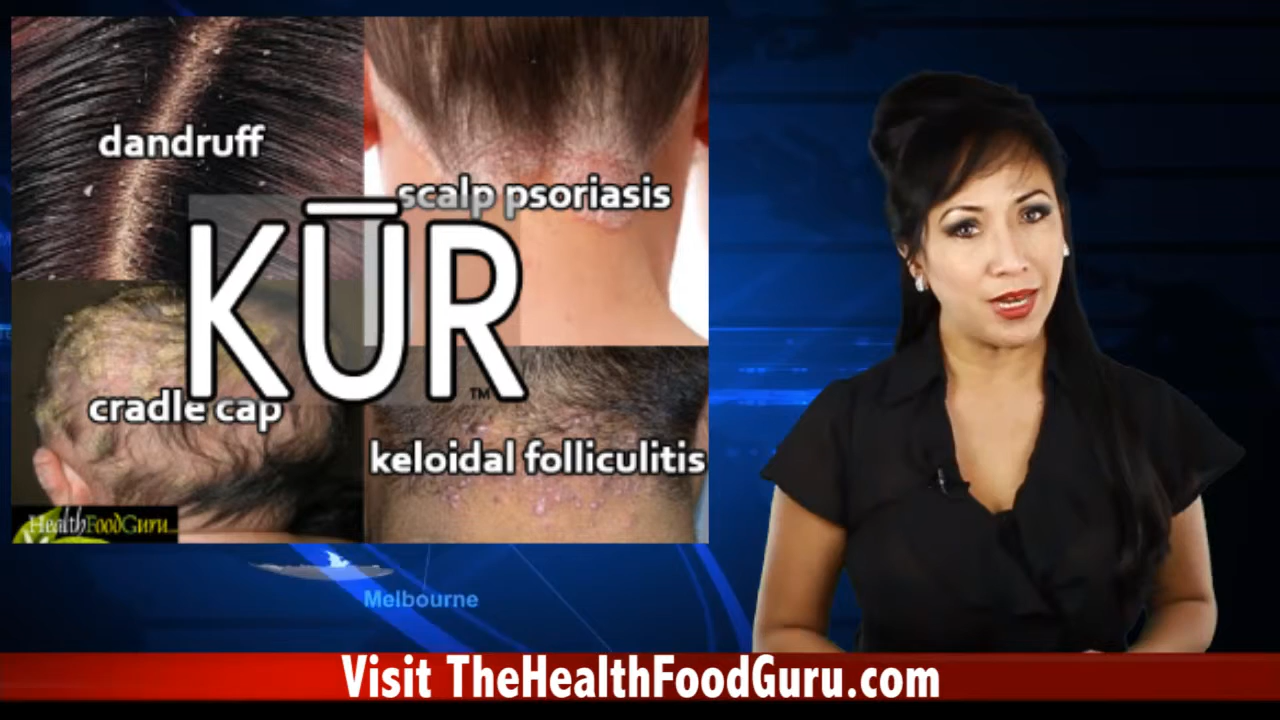 dandruff
scalp psoriasis
KŪR
TM
cradle cap
keloidal folliculitis
HealthFoodGuru
Melbourne
Visit TheHealthFoodGuru.com